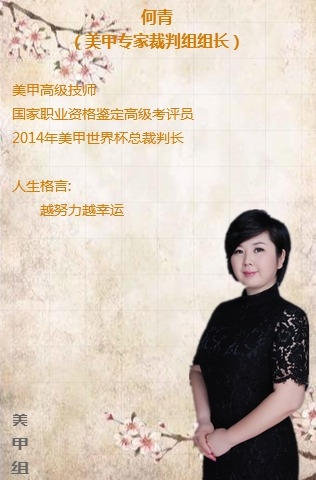 何青
（美甲专家裁判组组长）
美甲高级技师
国家职业资格鉴定高级考评员
2014年美甲世界杯总裁判长
人生格言:
越努力越幸运
美
甲
组